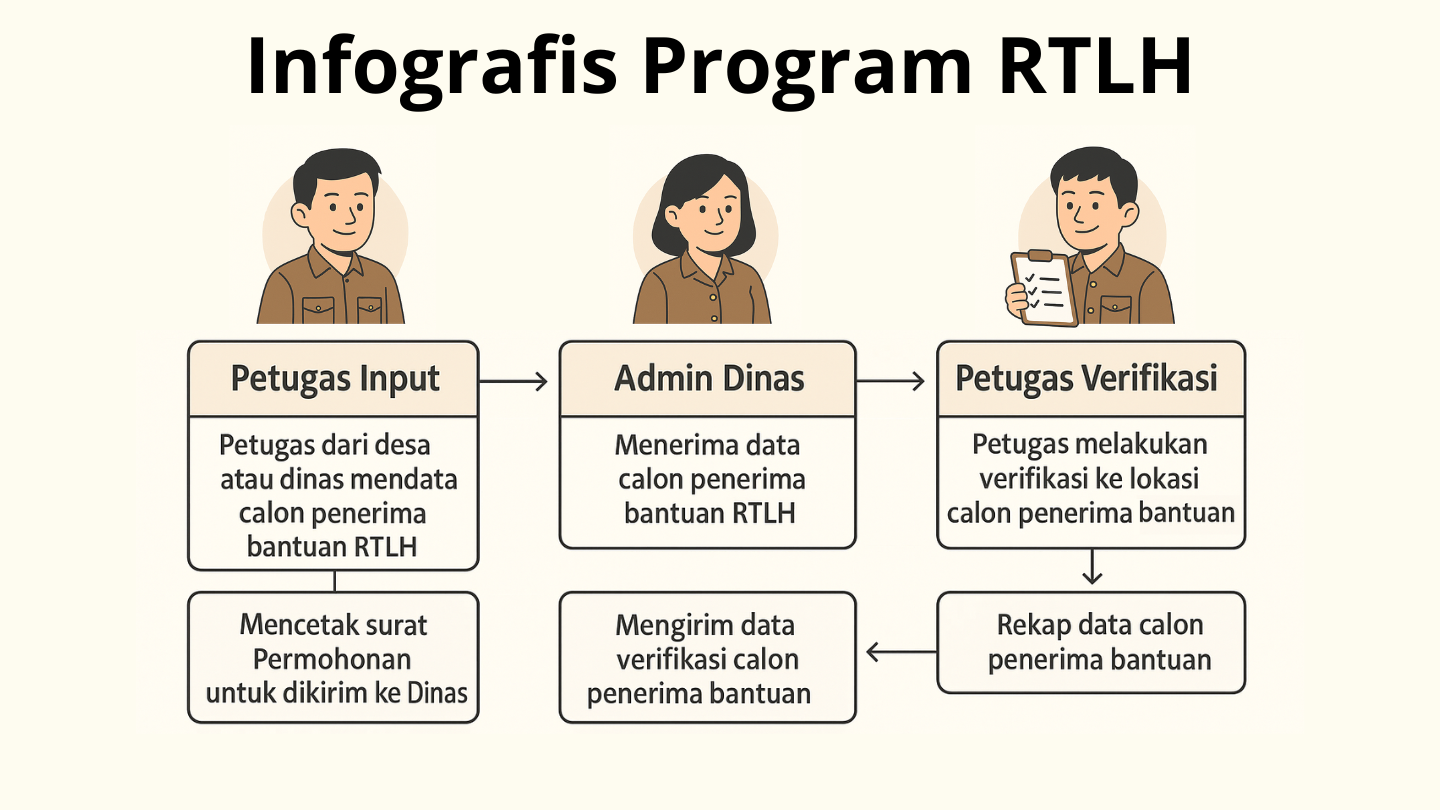 Infografis Program RTLH
Petugas Input
Petugas dari desa
atau dinas mendata
calon penerima
bantuan RTLH
Mencetak surat
Permohonan
untuk dikirim ke Dinas
Admin Dinas
Menerima data
calon penerima
bantuan RTLH
Petugas Verifikasi
Petugas melakukan
verifikasi ke lokasi
calon penerima bantuan
Rekap data calon
penerima bantuan
Mengirim data
verifikasi calon
penerima bantuan